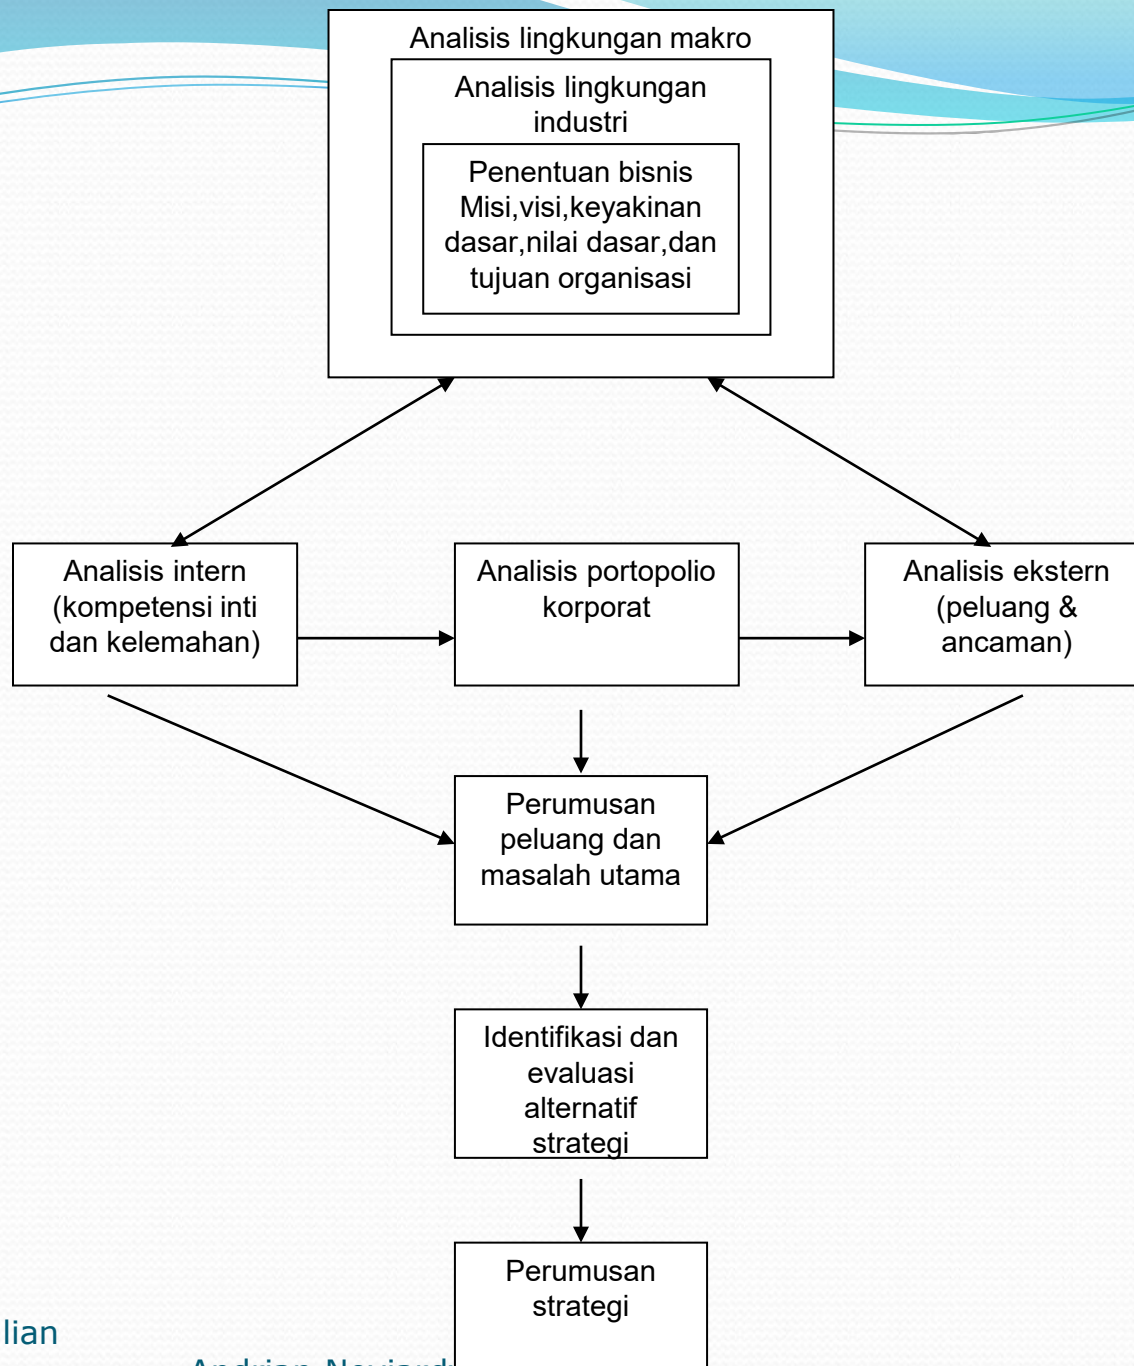 Analisis lingkungan makro
Analisis lingkungan
industri
Penentuan bisnis
Misi,visi,keyakinan
dasar,nilai dasar,dan
tujuan organisasi
Analisis intern
(kompetensi inti
dan kelemahan)
Analisis portopolio
korporat
Analisis ekstern
(peluang &
ancaman)
Perumusan
peluang dan
masalah utama
Identifikasi dan
evaluasi
alternatif
strategi
Perumusan
strategi
lian
Andrian Noviardy